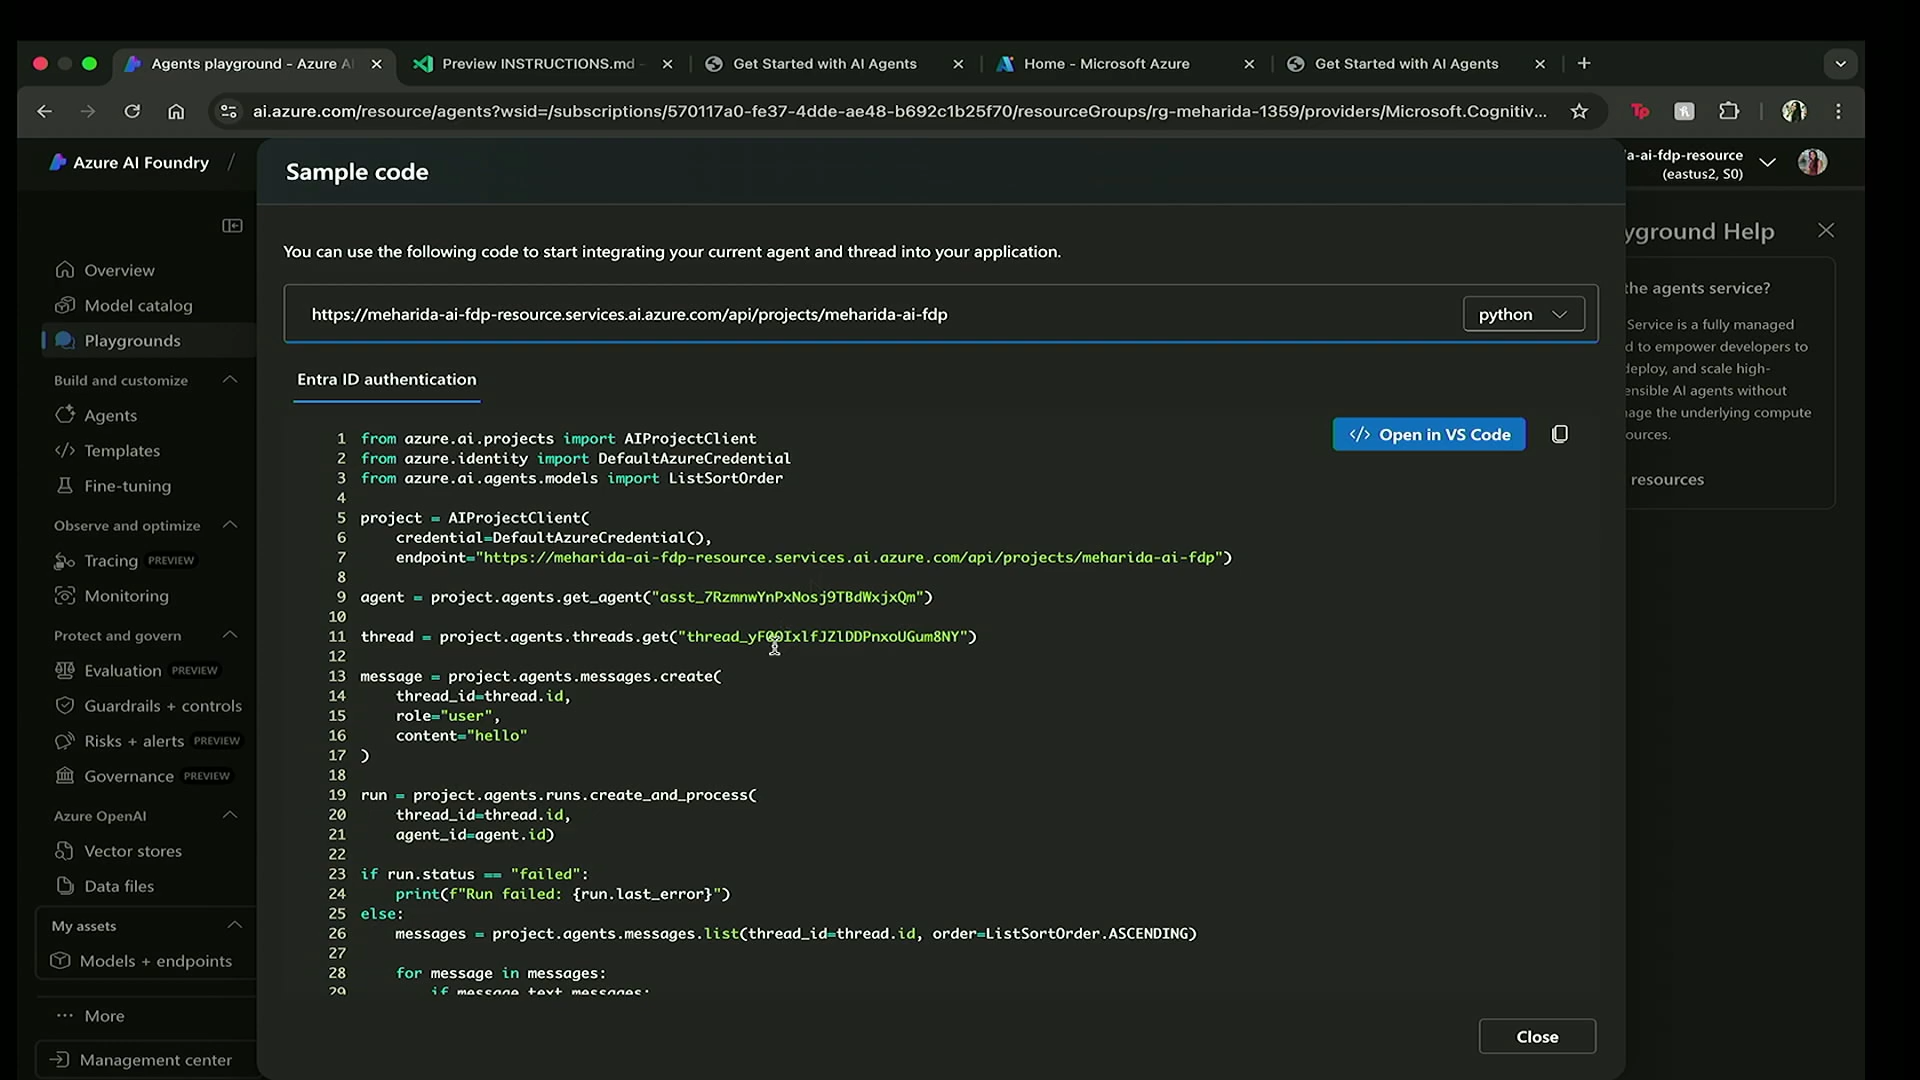 Agents playground - Azure AI
Preview INSTRUCTIONS.md
Get Started with AI Agents
Home - Microsoft Azure
Get Started with AI Agents
ai.azure.com/resource/agents?wsid=/subscriptions/570117a0-fe37-4dde-ae48-b692c1b25f70/resourceGroups/rg-meharida-1359/providers/Microsoft.Cognitiv...
Azure AI Foundry /
a-ai-fdp-resource
(eastus2, S0)
Overview
Model catalog
Playgrounds
Build and customize
Agents
Templates
Fine-tuning
Observe and optimize
Tracing PREVIEW
Monitoring
Protect and govern
Evaluation PREVIEW
Guardrails + controls
Risks + alerts PREVIEW
Governance PREVIEW
Azure OpenAI
Vector stores
Data files
My assets
Models + endpoints
More
Management center
Sample code
You can use the following code to start integrating your current agent and thread into your application.
https://meharida-ai-fdp-resource.services.ai.azure.com/api/projects/meharida-ai-fdp
python
Entra ID authentication
Open in VS Code
1 from azure.ai.projects import AIProjectClient
2 from azure.identity import DefaultAzureCredential
3 from azure.ai.agents.models import ListSortOrder
4
5 project = AIProjectClient(
6 credential=DefaultAzureCredential(),
7 endpoint="https://meharida-ai-fdp-resource.services.ai.azure.com/api/projects/meharida-ai-fdp")
8
9 agent = project.agents.get_agent("asst_7RzmnwYnPxNosj9TBdWxjxQm")
10
11 thread = project.agents.threads.get(
12
13 message = project.agents.messages.create(
14 thread_id=thread.id,
15 role="user",
16 content="hello"
17 )
18
19 run = project.agents.runs.create_and_process(
20 thread_id=thread.id,
21 agent_id=agent.id)
22
23 if run.status == "failed":
24 print(f"Run failed: {run.last_error}")
25 else:
26 messages = project.agents.messages.list(thread_id=thread.id, order=ListSortOrder.ASCENDING)
27
28 for message in messages:
29 if message.text_messages:
Close
yground Help
the agents service?
Service is a fully managed
d to empower developers to
deploy, and scale high-
ensible AI agents without
nage the underlying compute
ources.
resources